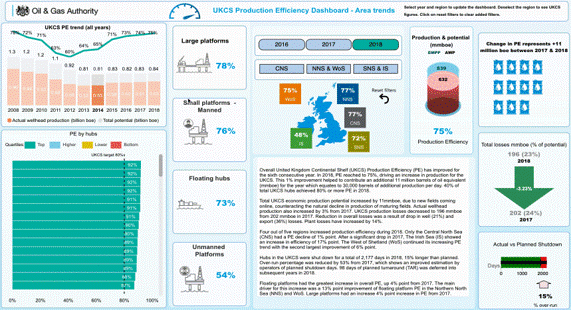 Oil & Gas Authority
UKCS Production Efficiency Dashboard - Area trends
Select year and region to update the dashboard. Deselect the region to see UKCS
figures. Click on reset filters to clear added filters.
UKCS PE trend (all years)
2008 2009 2010 2011 2012 2013 2014 2015 2016 2017 2018
Actual wellhead production (billion boe)
Total potential (billion boe)
PE by hubs
Quartiles
Top
Higher
Lower
Bottom
UKCS target 80%
0%
20%
40%
60%
80%
100%
Large platforms
78%
Small platforms -
Manned
76%
Floating hubs
73%
Unmanned
Platforms
54%
2016
2017
2018
CNS
NNS & WoS
SNS & IS
75%
WoS
77%
NNS
77%
CNS
48%
IS
72%
SNS
Reset filters
Production & potential
(mmboe)
839
632
75%
Production Efficiency
Overall United Kingdom Continental Shelf (UKCS) Production Efficiency (PE) has improved for
the sixth consecutive year. In 2018, PE reached to 75%, driving an increase in production for the
UKCS. This 1% improvement helped to contribute an additional 11 million barrels of oil equivalent
(mmboe) for the year which equates to 30,000 barrels of additional production per day. 40% of
total UKCS hubs achieved 80% or more PE in 2018.
Total UKCS economic production potential increased by 11mmboe, due to new fields coming
online, counteracting the natural decline in production of maturing fields. Actual wellhead
production also increased by 3% from 2017. UKCS production losses decreased to 196 mmboe
from 202 mmboe in 2017. Reduction in overall losses was a result of drop in well (21%) and
export (36%) losses. Plant losses have increased by 14%.
Four out of five regions increased production efficiency during 2018. Only the Central North Sea
(CNS) had a PE decline of 1% point. After a significant drop in 2017, The Irish Sea (IS) showed
an increase in efficiency of 17% point. The West of Shetland (WoS) continued its increasing PE
trend with the second largest improvement of 6% point.
Hubs in the UKCS were shut down for a total of 2,177 days in 2018, 15% longer than planned.
Over-run percentage was reduced by 53% from 2017, which shows an improved estimation by
operators of planned shutdown days. 98 days of planned turnaround (TAR) was deferred into
subsequent years in 2018.
Floating platforms had the greatest increase in overall PE, up 4% point from 2017. The main
driver for this increase was a 13% point improvement of floating platform PE in the Northern North
Sea (NNS) and WoS. Large platforms had an increase 4% point increase in PE from 2017.
Change in PE represents +11
million boe between 2017 & 2018
Total losses mmboe (% of potential)
196 (23%)
2018
-3.23%
202 (24%)
2017
Actual vs Planned Shutdown
Days
0
1000
2000
15%
% over-run